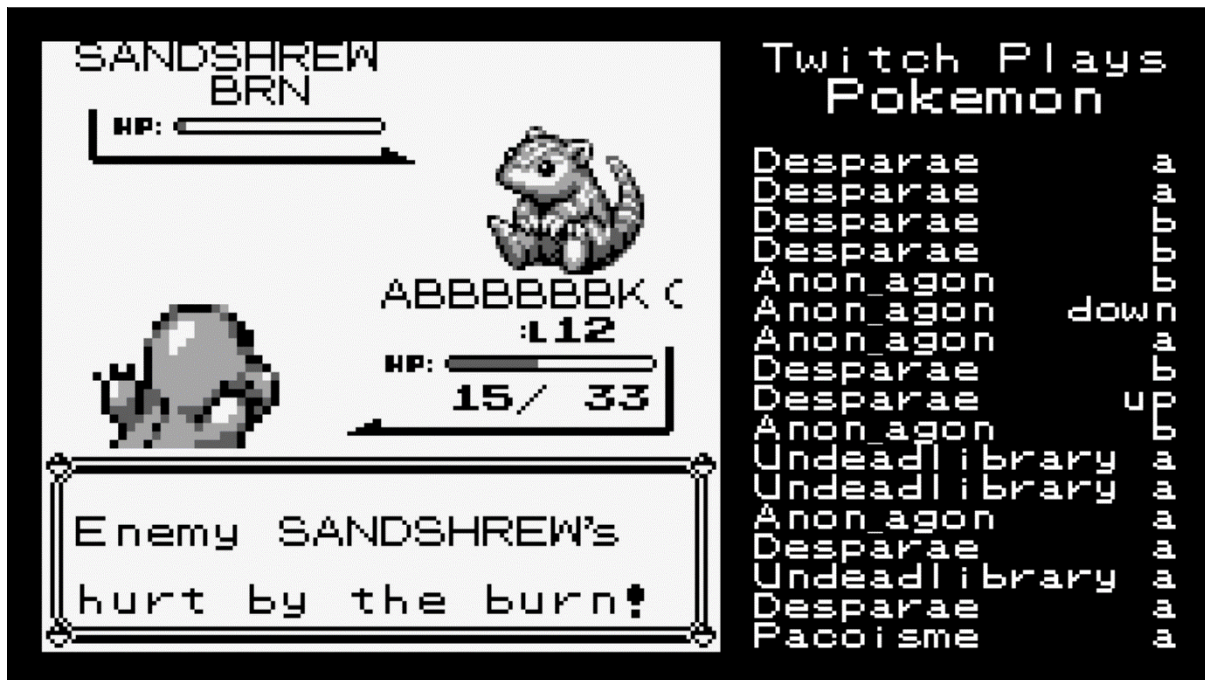 SANDSHREW
BRN
HP:
ABBBBBBK (
:L12
HP:
15/ 33
Enemy SANDSHREW's
hurt by the burn!
Twitch Plays
Pokemon
Desparae a
Desparae a
Desparae b
Desparae b
Anon_agon b
Anon_agon down
Anon_agon a
Desparae b
Desparae up
Anon_agon b
Undeadlibrary a
Undeadlibrary a
Anon_agon a
Desparae a
Undeadlibrary a
Desparae a
Pacoisme a